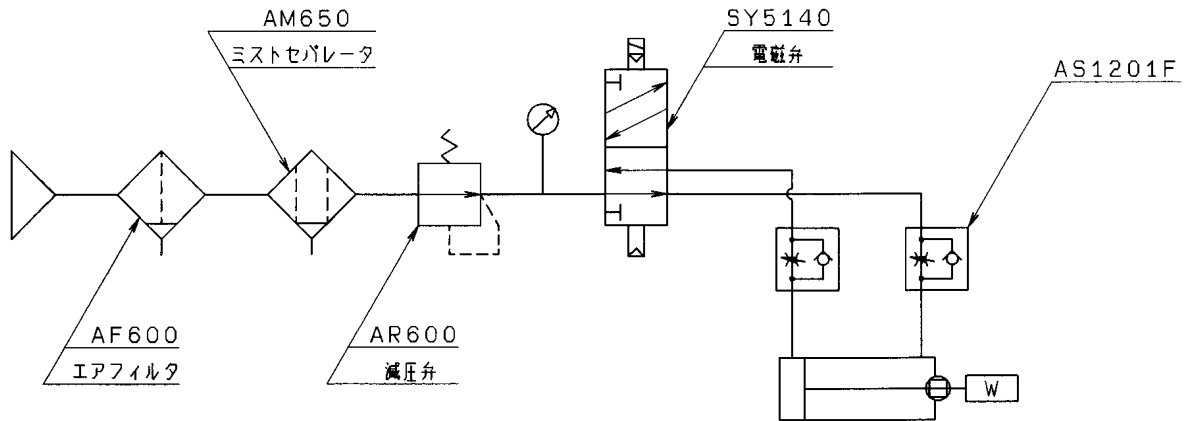 AM650
ミストセパレータ
SY5140
電磁弁
AS1201F
AF600
エアフィルタ
AR600
減圧弁
W